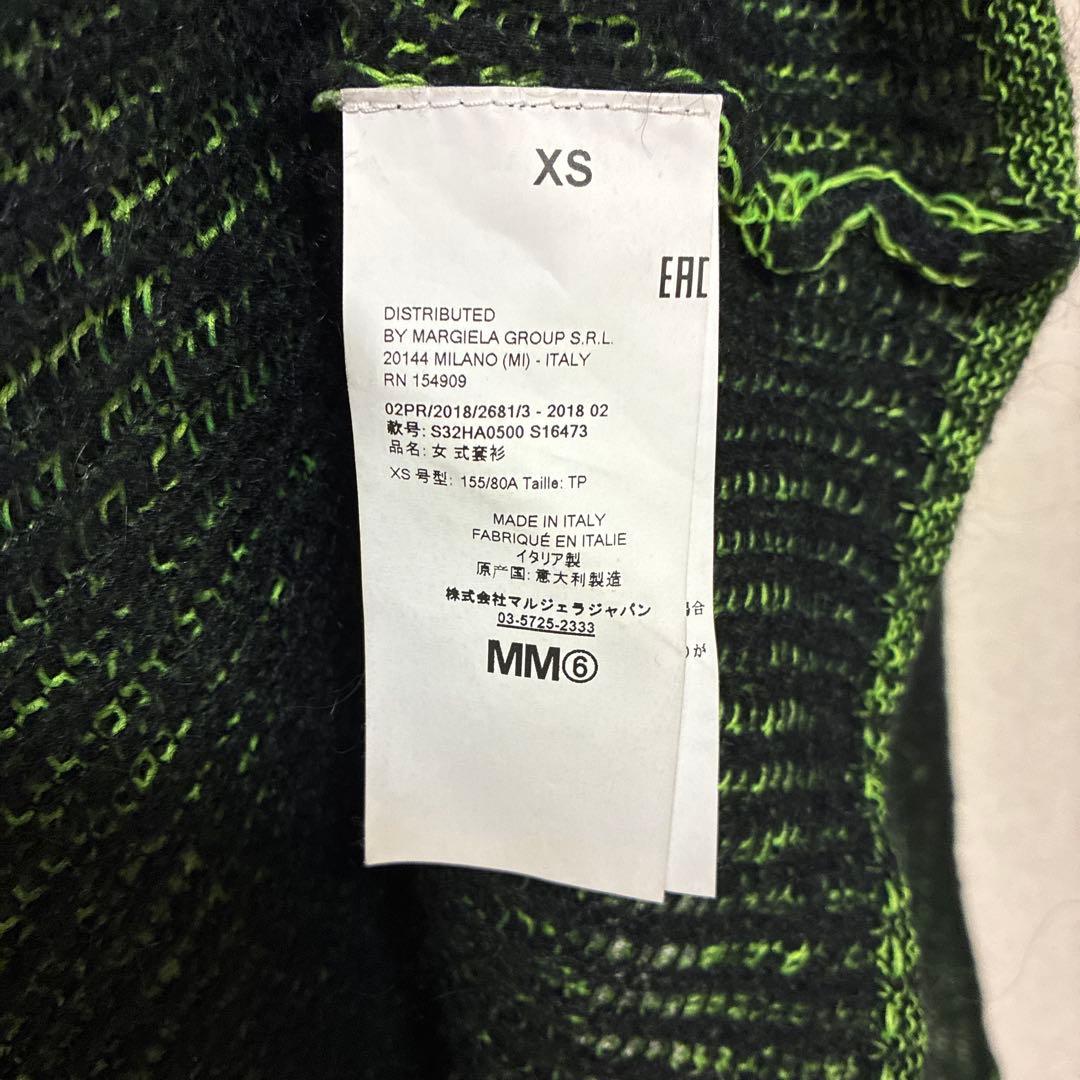 XS
EAC
DISTRIBUTED
BY MARGIELA GROUP S.R.L.
20144 MILANO (MI) - ITALY
RN 154909
02PR/2018/2681/3 - 2018 02
款号: S32HA0500 S16473
品名: 女 式套衫
XS 号型: 155/80A Taille: TP
MADE IN ITALY
FABRIQUÉ EN ITALIE
イタリア製
原产国: 意大利製造
株式会社マルジェラジャパン
03-5725-2333
MM⑥
合
が